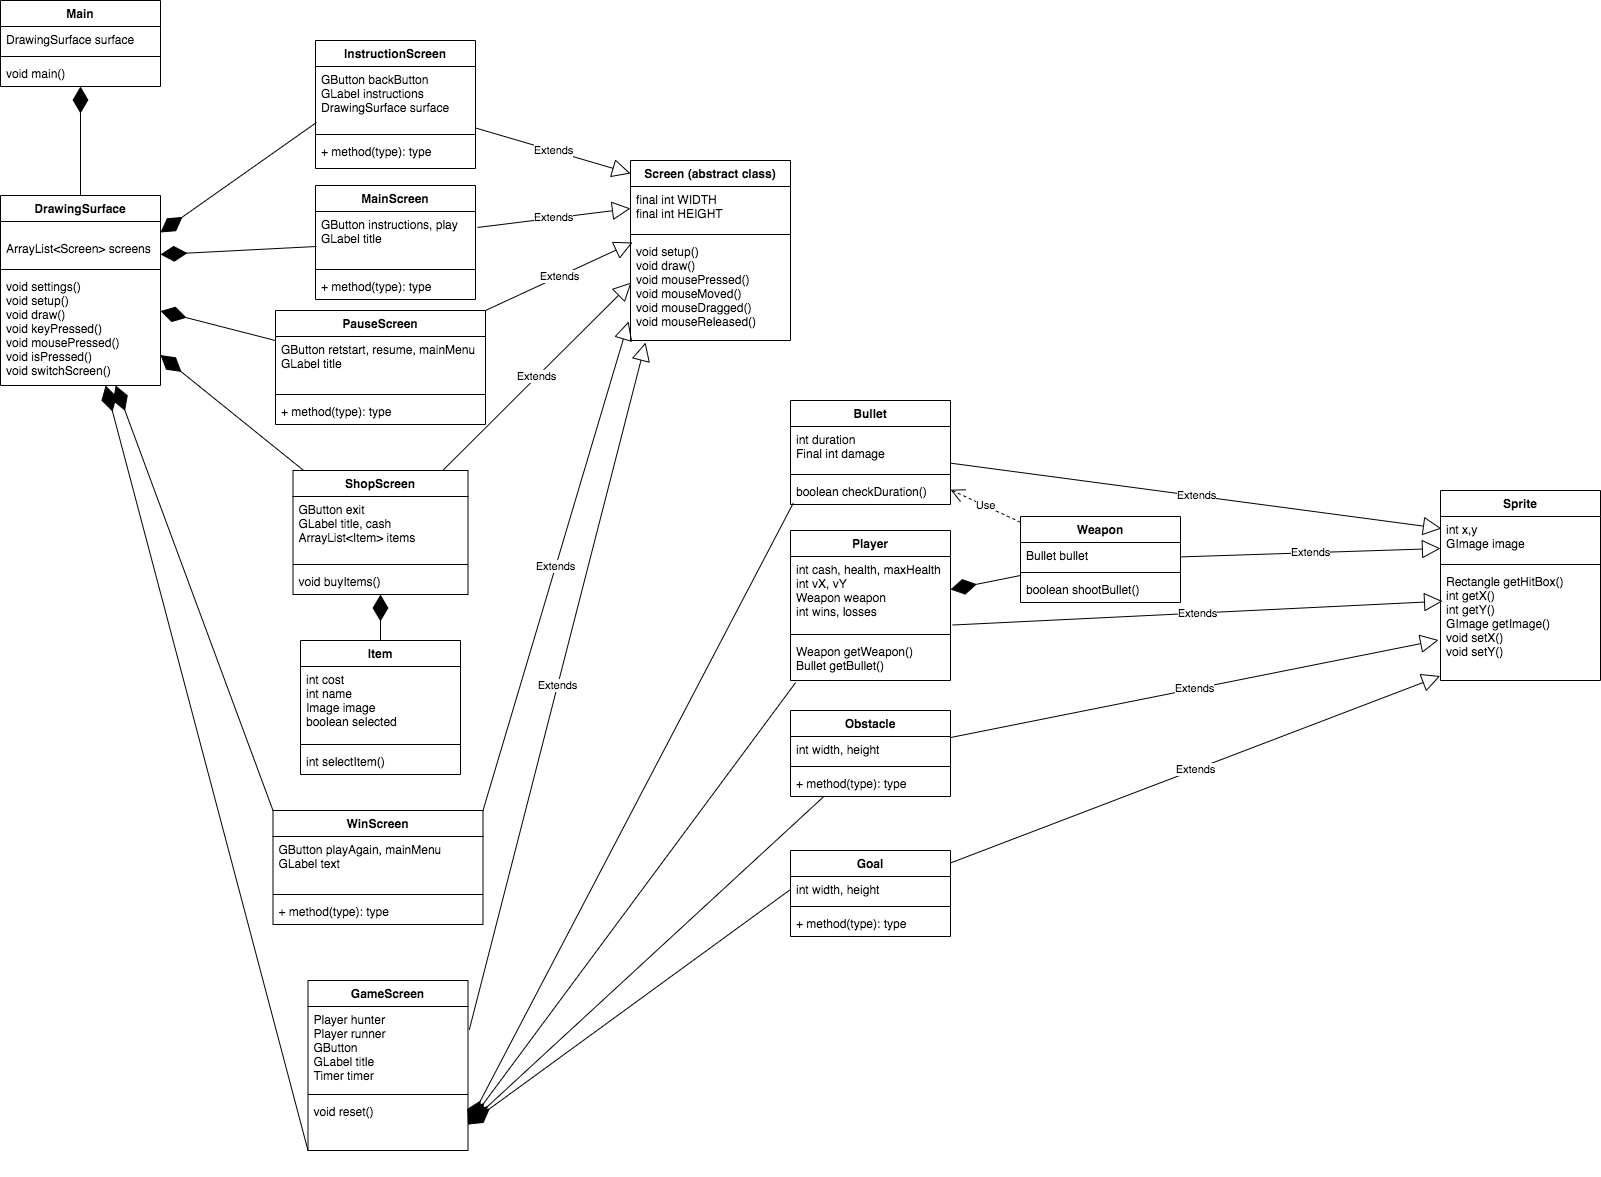 Main
DrawingSurface surface
void main()
InstructionScreen
GButton backButton
GLabel instructions
DrawingSurface surface
+ method(type): type
Extends
Screen (abstract class)
final int WIDTH
final int HEIGHT
void setup()
void draw()
void mousePressed()
void mouseMoved()
void mouseDragged()
void mouseReleased()
DrawingSurface
ArrayList<Screen> screens
void settings()
void setup()
void draw()
void keyPressed()
void mousePressed()
void isPressed()
void switchScreen()
MainScreen
GButton instructions, play
GLabel title
+ method(type): type
Extends
PauseScreen
GButton retstart, resume, mainMenu
GLabel title
+ method(type): type
Extends
ShopScreen
GButton exit
GLabel title, cash
ArrayList<Item> items
void buyItems()
Extends
Item
int cost
int name
Image image
boolean selected
int selectItem()
WinScreen
GButton playAgain, mainMenu
GLabel text
+ method(type): type
Extends
GameScreen
Player hunter
Player runner
GButton
GLabel title
Timer timer
void reset()
Extends
Bullet
int duration
Final int damage
boolean checkDuration()
Extends
Use
Weapon
Bullet bullet
boolean shootBullet()
Extends
Player
int cash, health, maxHealth
int vX, vY
Weapon weapon
int wins, losses
Weapon getWeapon()
Bullet getBullet()
Extends
Obstacle
int width, height
+ method(type): type
Extends
Goal
int width, height
+ method(type): type
Extends
Sprite
int x,y
GImage image
Rectangle getHitBox()
int getX()
int getY()
GImage getImage()
void setX()
void setY()